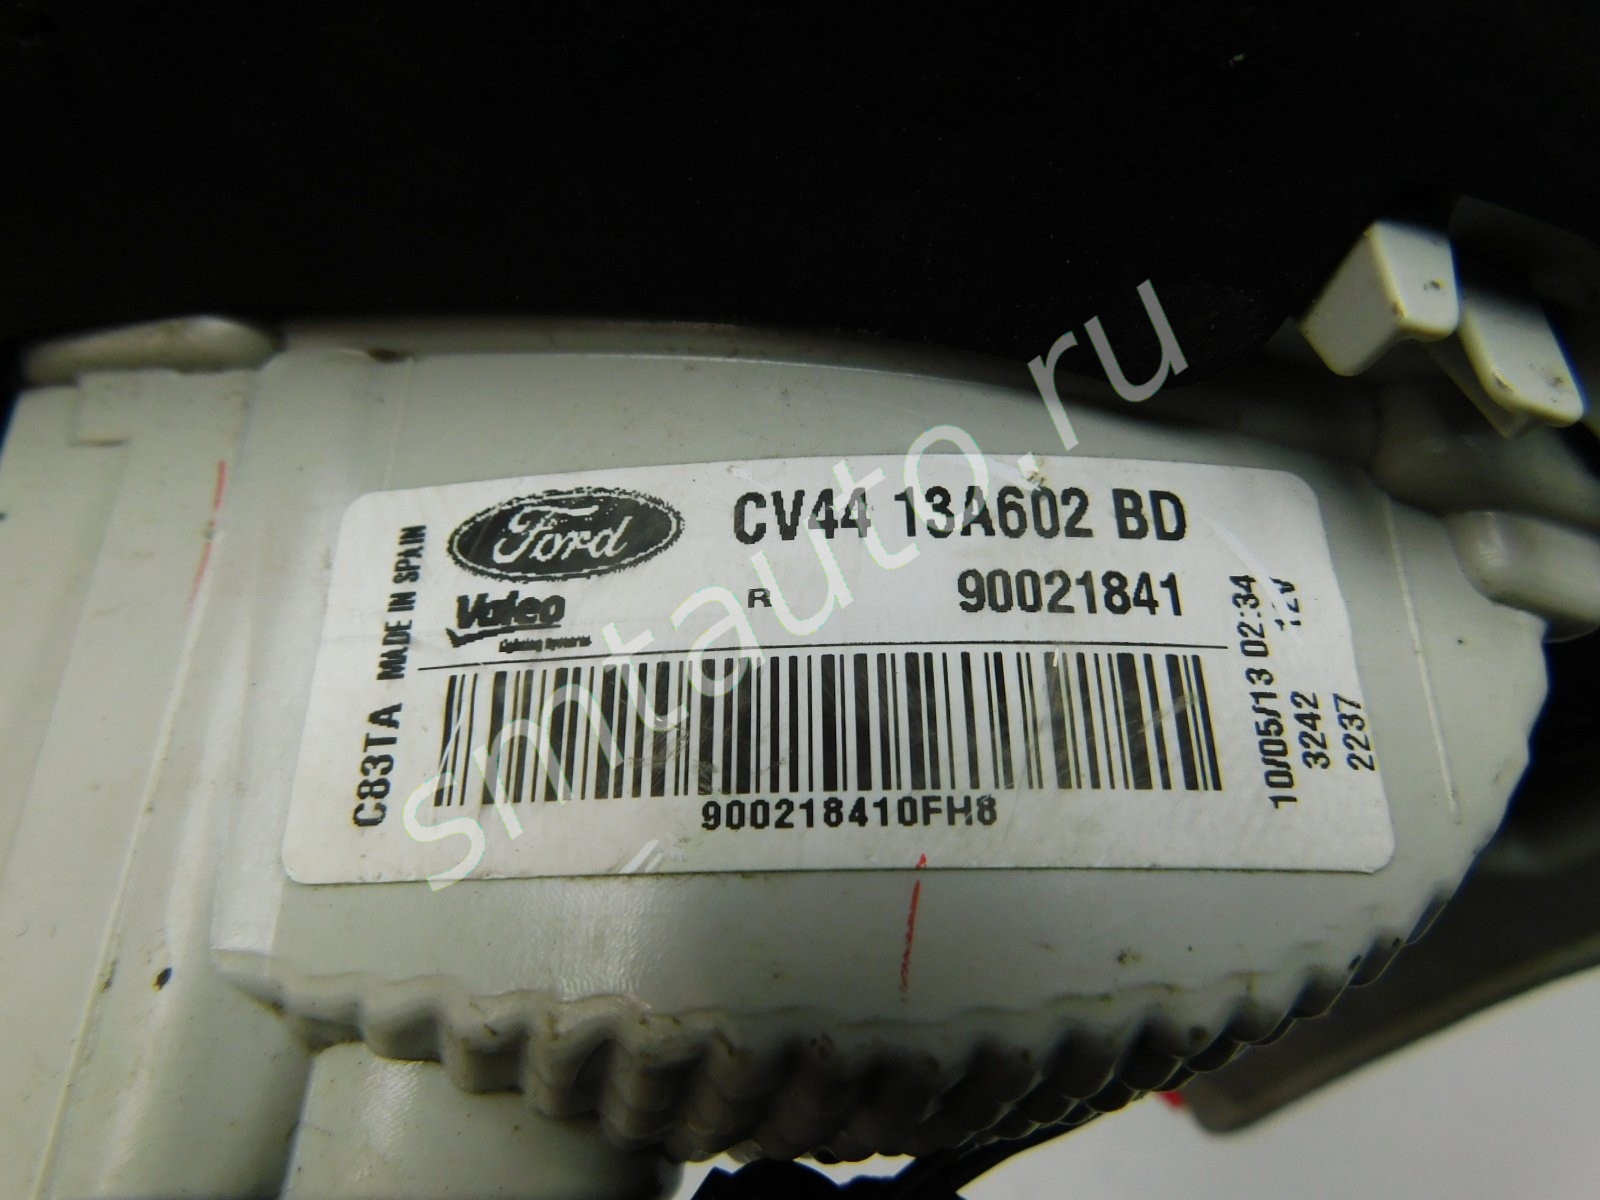 Ford
CV44 13A602 BD
Valeo
R
90021841
MADE IN SPAIN
C83TA
900218410FH8
10/05/13 02:34
12V
3242
2237
smtauto.ru